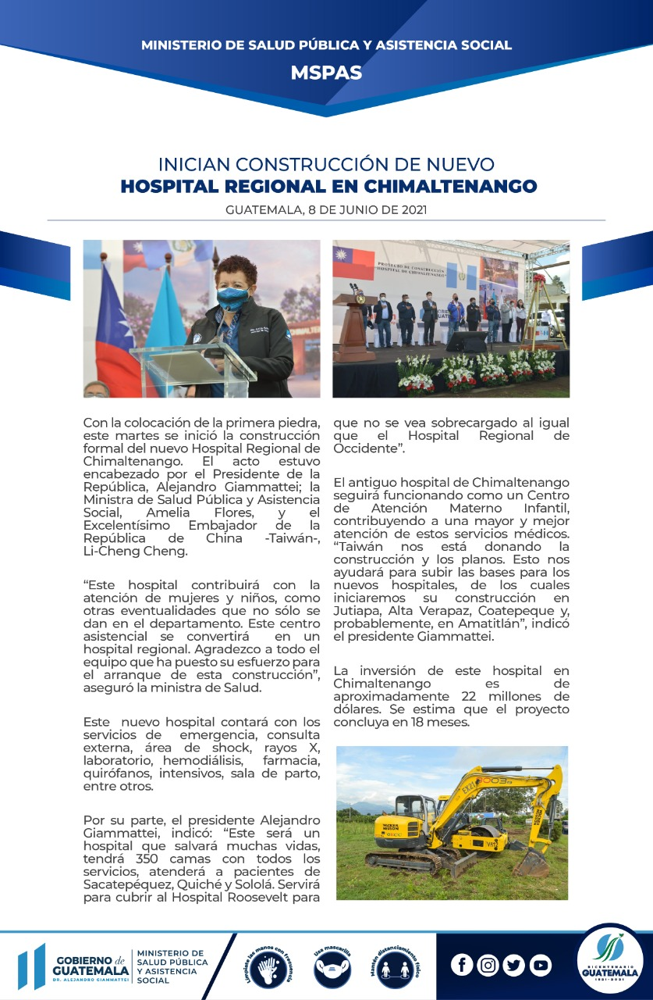 MINISTERIO DE SALUD PÚBLICA Y ASISTENCIA SOCIAL
MSPAS
INICIAN CONSTRUCCIÓN DE NUEVO
HOSPITAL REGIONAL EN CHIMALTENANGO
GUATEMALA, 8 DE JUNIO DE 2021
PROYECTO DE CONSTRUCCIÓN
"HOSPITAL DE CHIMALTENANGO"
Con la colocación de la primera piedra,
este martes se inició la construcción
formal del nuevo Hospital Regional de
Chimaltenango. El acto estuvo
encabezado por el Presidente de la
República, Alejandro Giammattei; la
Ministra de Salud Pública y Asistencia
Social, Amelia Flores, y el
Excelentísimo Embajador de la
República de China -Taiwán-,
Li-Cheng Cheng.
“Este hospital contribuirá con la
atención de mujeres y niños, como
otras eventualidades que no sólo se
dan en el departamento. Este centro
asistencial se convertirá en un
hospital regional. Agradezco a todo el
equipo que ha puesto su esfuerzo para
el arranque de esta construcción”,
aseguró la ministra de Salud.
Este nuevo hospital contará con los
servicios de emergencia, consulta
externa, área de shock, rayos X,
laboratorio, hemodiálisis, farmacia,
quirófanos, intensivos, sala de parto,
entre otros.
Por su parte, el presidente Alejandro
Giammattei, indicó: “Este será un
hospital que salvará muchas vidas,
tendrá 350 camas con todos los
servicios, atenderá a pacientes de
Sacatepéquez, Quiché y Sololá. Servirá
para cubrir al Hospital Roosevelt para
que no se vea sobrecargado al igual
que el Hospital Regional de
Occidente”.
El antiguo hospital de Chimaltenango
seguirá funcionando como un Centro
de Atención Materno Infantil,
contribuyendo a una mayor y mejor
atención de estos servicios médicos.
“Taiwán nos está donando la
construcción y los planos. Esto nos
ayudará para subir las bases para los
nuevos hospitales, de los cuales
iniciaremos su construcción en
Jutiapa, Alta Verapaz, Coatepeque y,
probablemente, en Amatitlán”, indicó
el presidente Giammattei.
La inversión de este hospital en
Chimaltenango es de
aproximadamente 22 millones de
dólares. Se estima que el proyecto
concluya en 18 meses.
WACKER
NEUSON
EZ21
8003
GOBIERNO de
GUATEMALA
DR. ALEJANDRO GIAMMATTEI
MINISTERIO DE
SALUD PÚBLICA
Y ASISTENCIA
SOCIAL
Límpiate las manos con frecuencia
Usa mascarilla
Mantén distanciamiento físico
BICENTENARIO
GUATEMALA
1821-2021